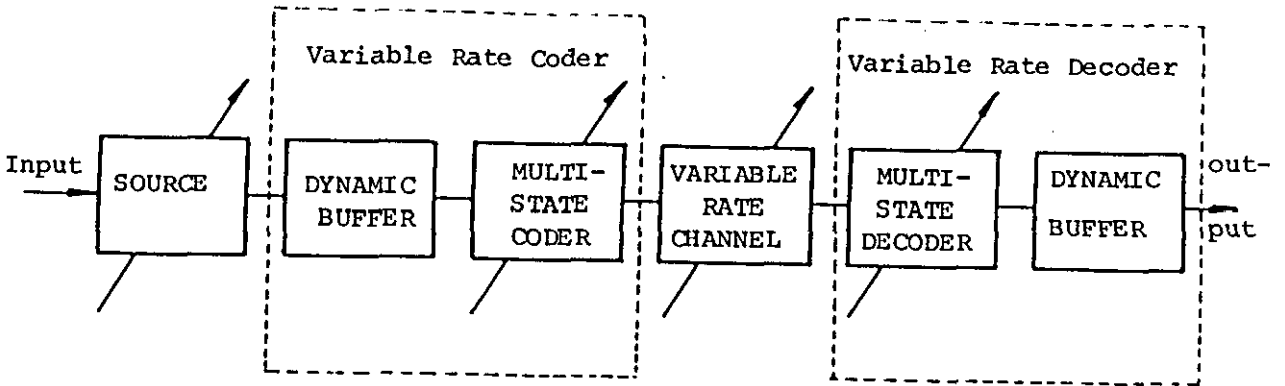 Variable Rate Coder
Variable Rate Decoder
Input
SOURCE
DYNAMIC
BUFFER
MULTI-
STATE
CODER
VARIABLE
RATE
CHANNEL
MULTI-
STATE
DECODER
DYNAMIC
BUFFER
out-
put